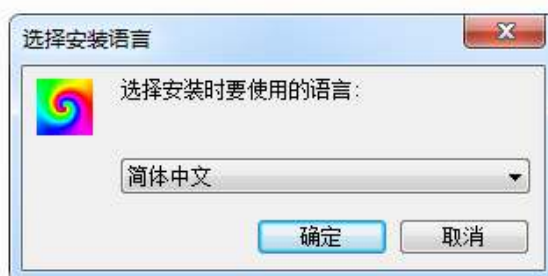 选择安装语言
选择安装时要使用的语言：
简体中文
确定
取消